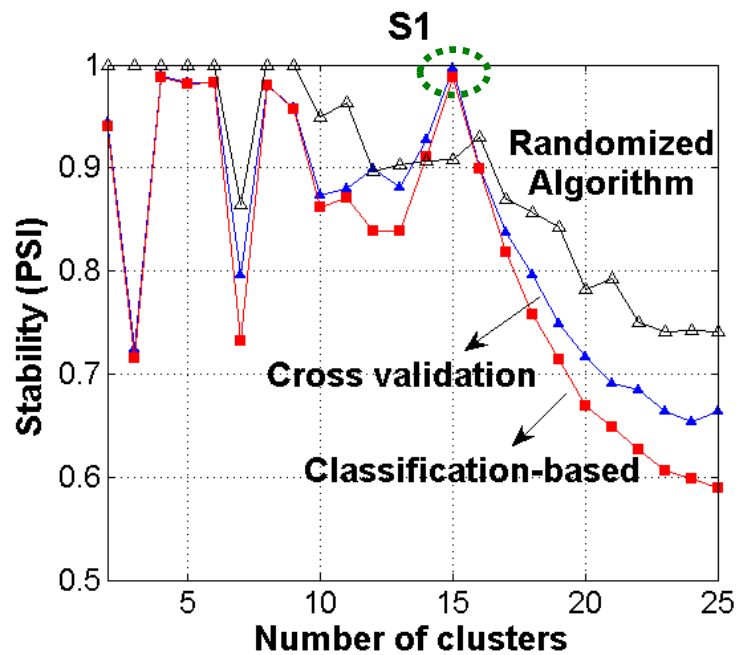 S1
1
0.9
0.8
0.7
0.6
0.5
Stability (PSI)
Randomized
Algorithm
Cross validation
Classification-based
5 10 15 20 25
Number of clusters